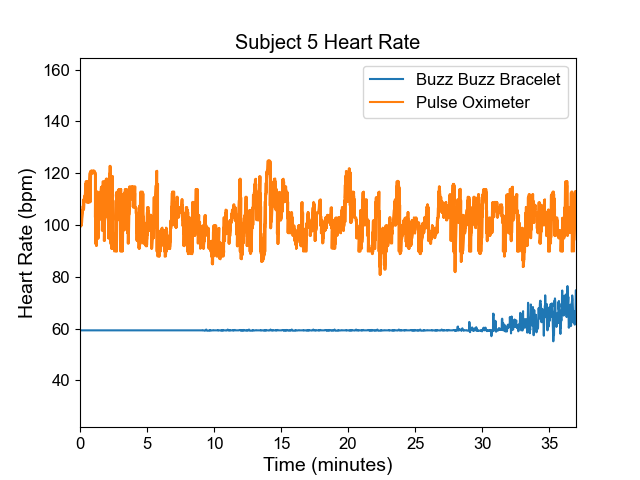 Subject 5 Heart Rate
Buzz Buzz Bracelet
Pulse Oximeter
Heart Rate (bpm)
160
140
120
100
80
60
40
0 5 10 15 20 25 30 35
Time (minutes)